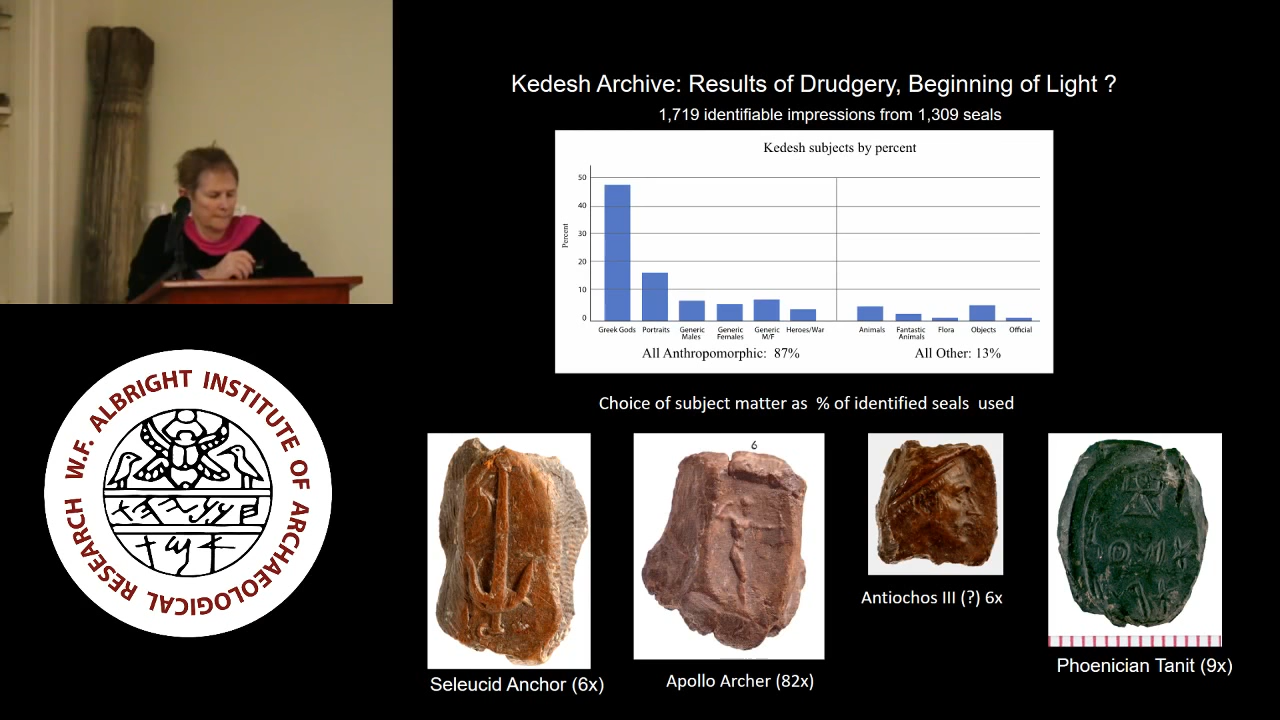 Kedesh Archive: Results of Drudgery, Beginning of Light ?
1,719 identifiable impressions from 1,309 seals
Kedesh subjects by percent
Percent
50
40
30
20
10
0
Greek Gods Portraits Generic Males Generic Females Generic M/F Heroes/War Animals Fantastic Animals Flora Objects Official
All Anthropomorphic: 87% All Other: 13%
Choice of subject matter as % of identified seals used
6
Seleucid Anchor (6x)
Apollo Archer (82x)
Antiochos III (?) 6x
Phoenician Tanit (9x)
W.F. ALBRIGHT INSTITUTE OF ARCHAEOLOGICAL RESEARCH